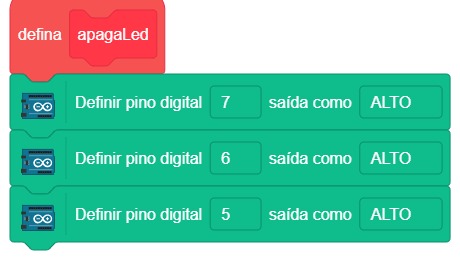 defina apagaLed
Definir pino digital 7 saída como ALTO
Definir pino digital 6 saída como ALTO
Definir pino digital 5 saída como ALTO